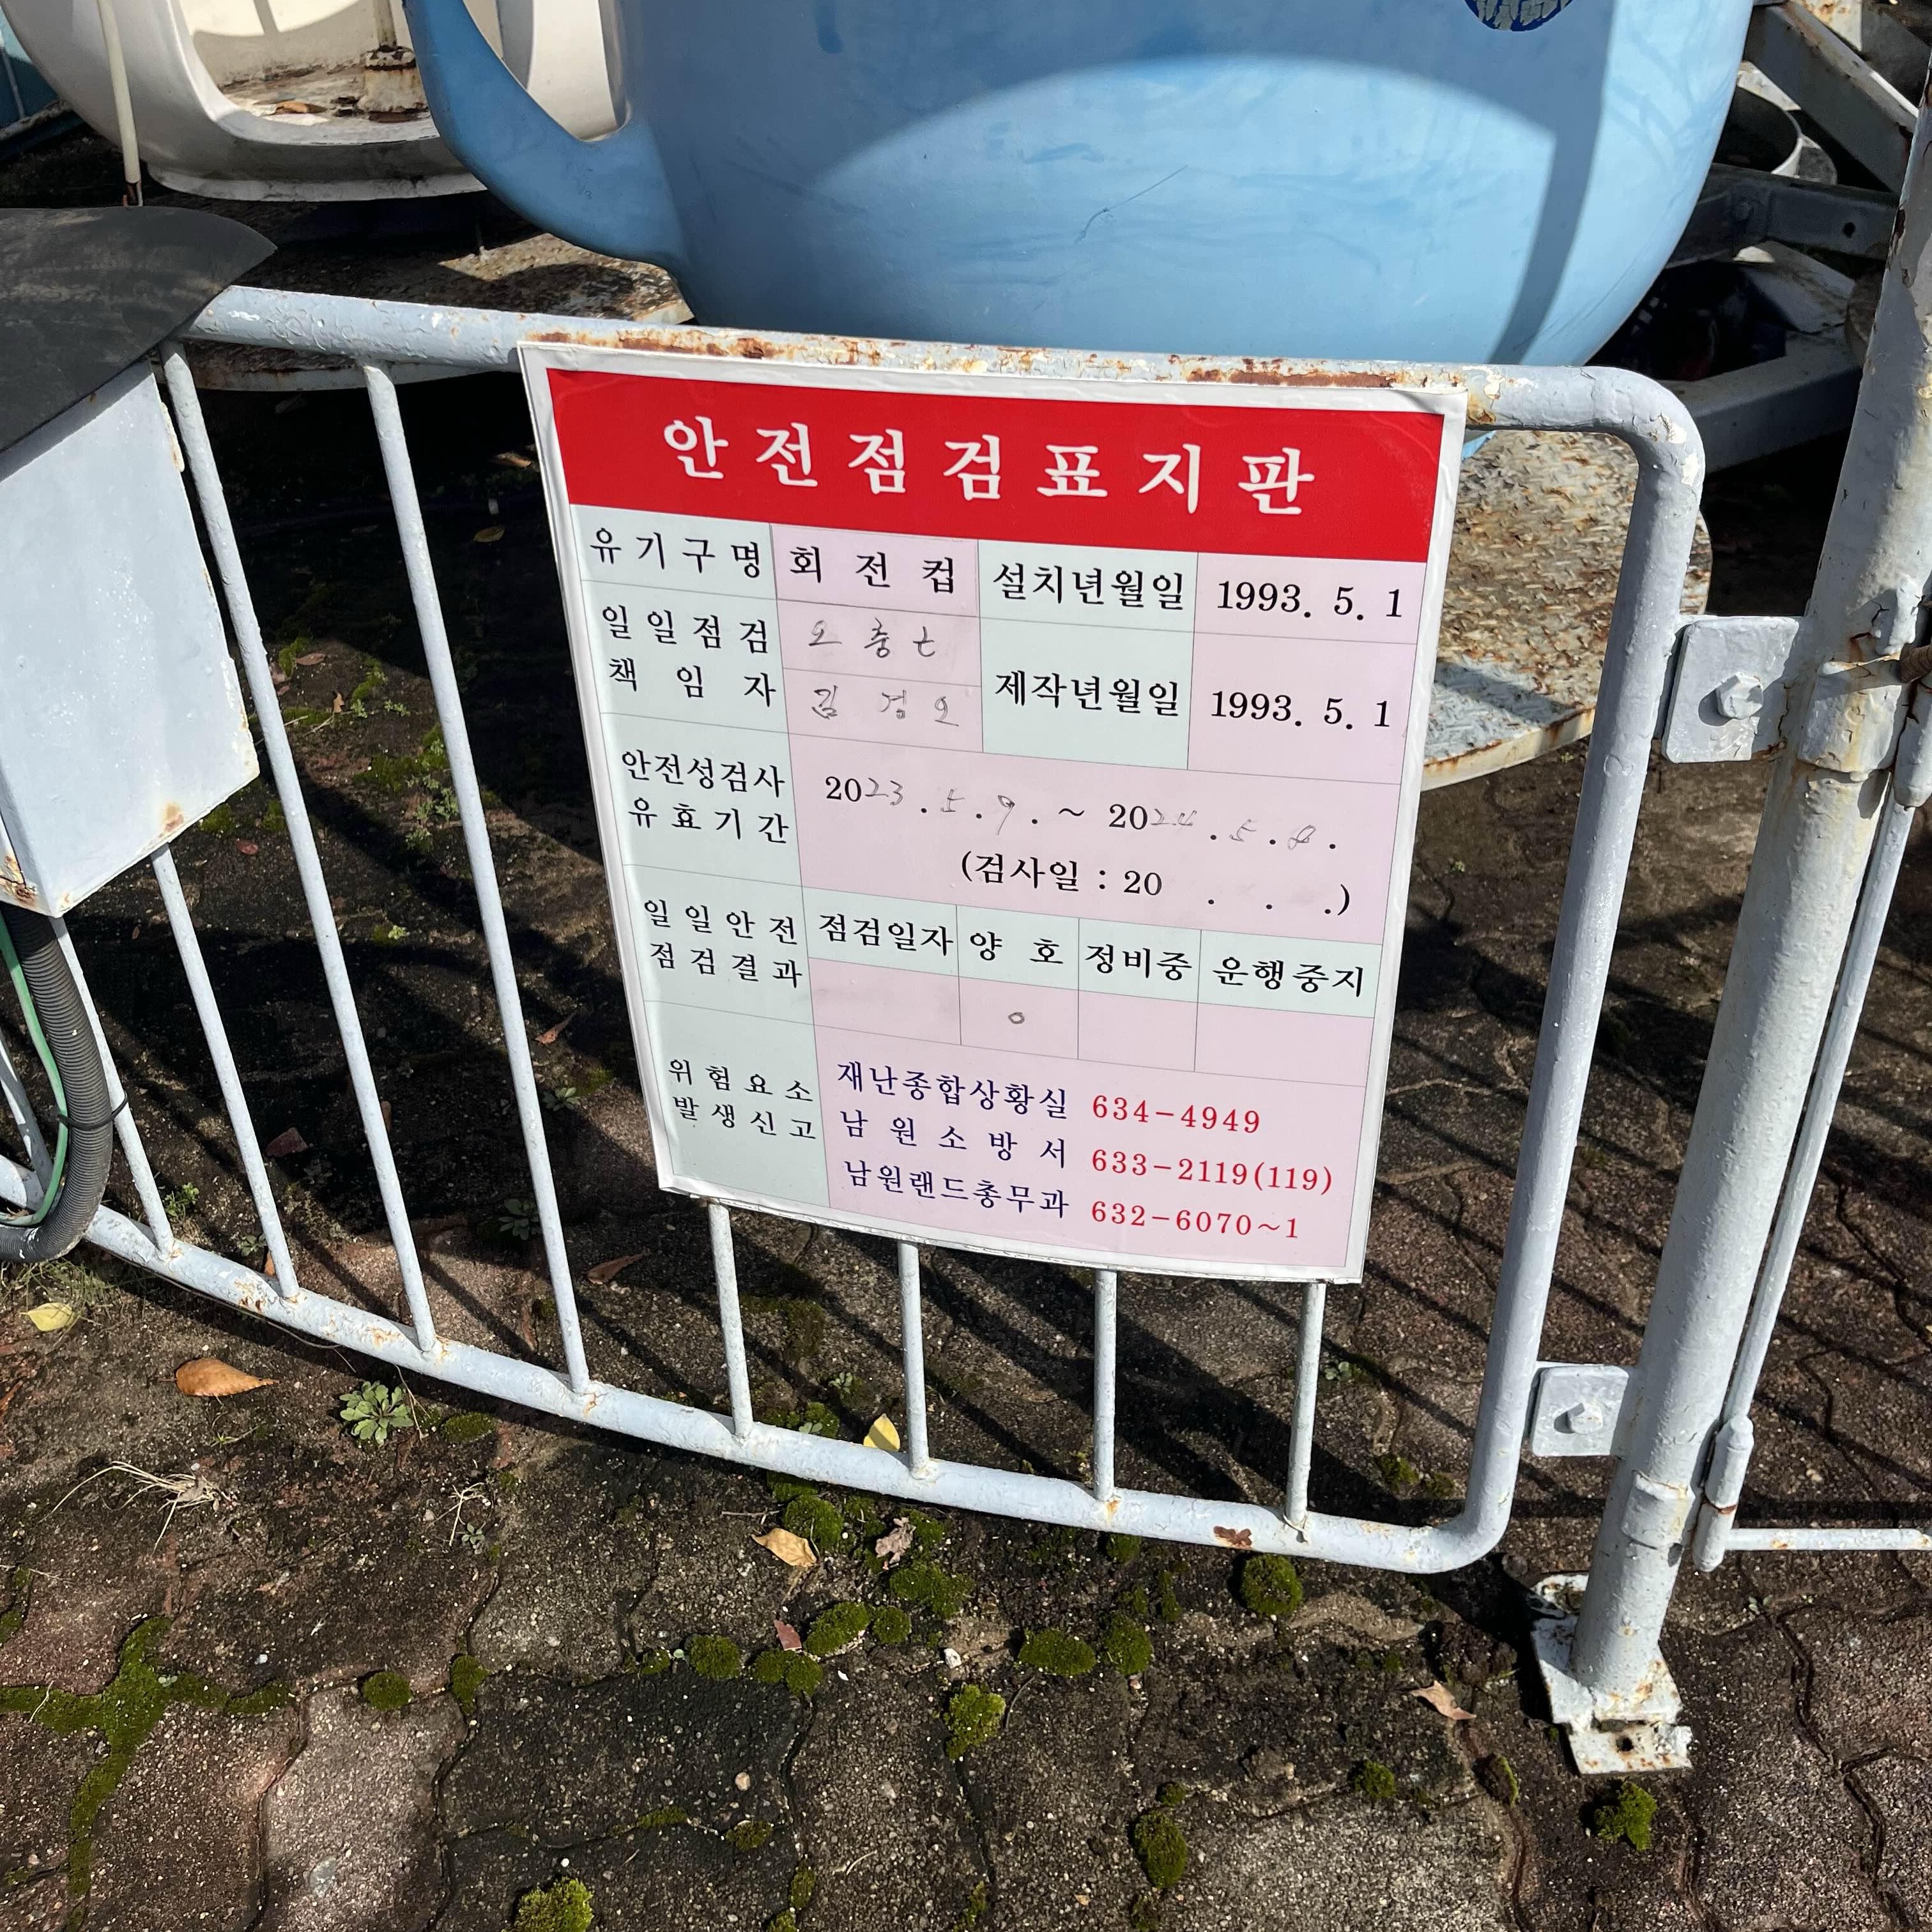 안전점검표지판
유기구명 회전컵 설치년월일 1993. 5. 1
일일점검
책임자
오충
김정오
제작년월일 1993. 5. 1
안전성검사
유효기간
2023.5.9. ~ 2024.5.8.
(검사일 : 20 . . .)
일일안전
점검결과
점검일자 양호 정비중 운행중지
○
위험요소
발생신고
재난종합상황실 634-4949
남원소방서 633-2119(119)
남원랜드총무과 632-6070~1